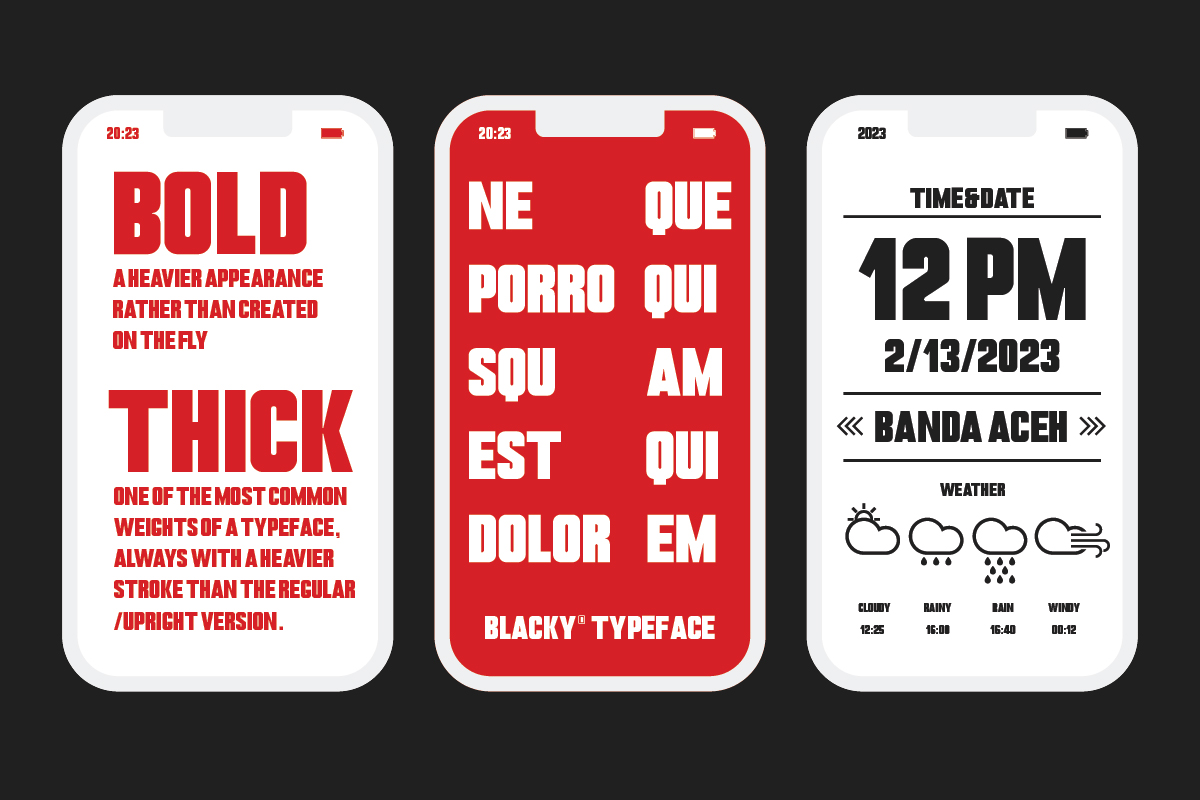 20:23
BOLD
A HEAVIER APPEARANCE
RATHER THAN CREATED
ON THE FLY
THICK
ONE OF THE MOST COMMON
WEIGHTS OF A TYPEFACE,
ALWAYS WITH A HEAVIER
STROKE THAN THE REGULAR
/UPRIGHT VERSION.
20:23
NE QUE
PORRO QUI
SQU AM
EST QUI
DOLOR EM
BLACKY TYPEFACE
2023
TIME&DATE
12 PM
2/13/2023
BANDA ACEH
WEATHER
CLOUDY RAINY RAIN WINDY
12:25 16:08 16:40 00:12